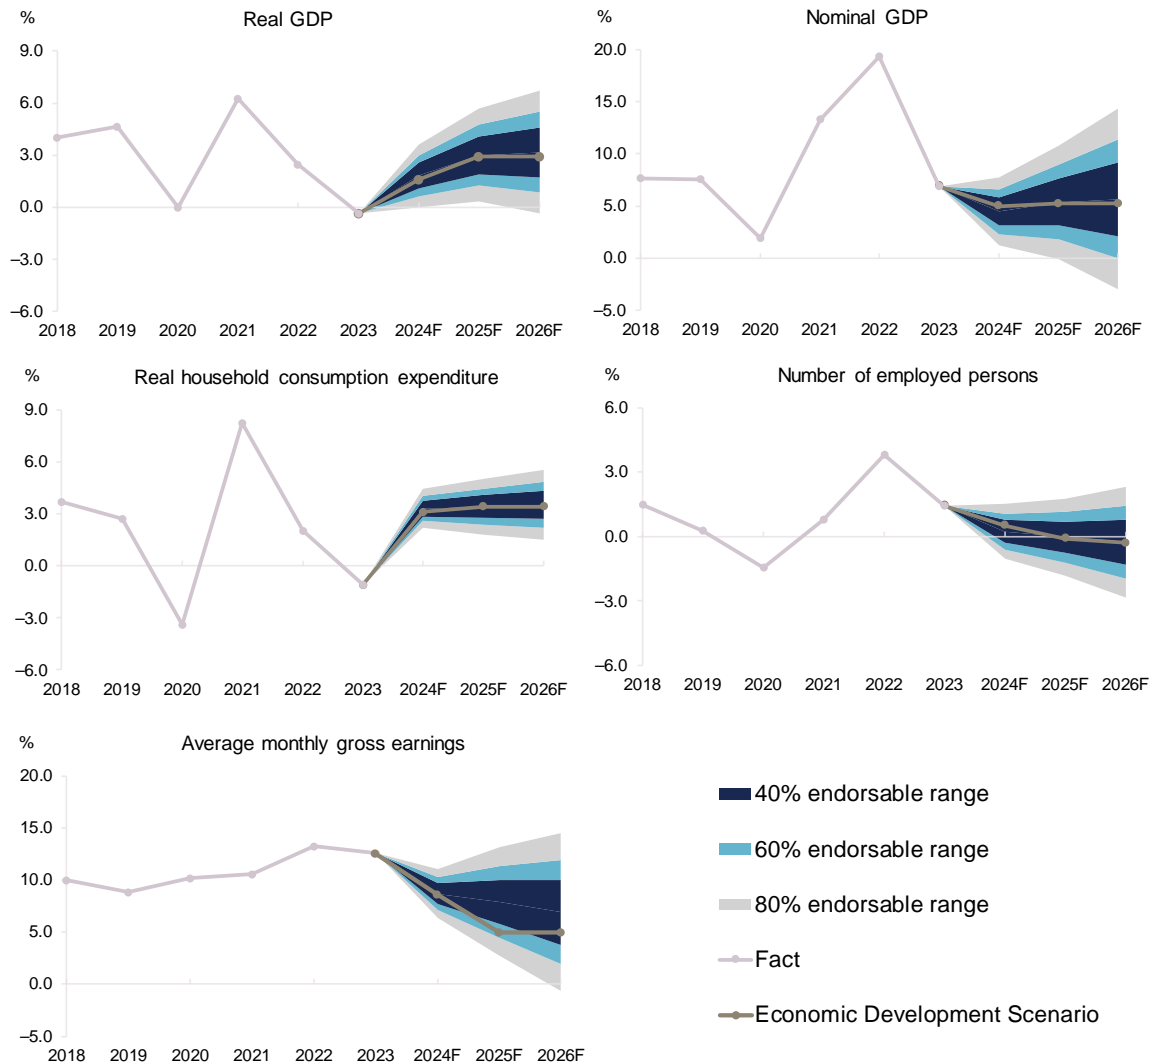 %
Real GDP
9.0
6.0
3.0
0.0
–3.0
–6.0
2018 2019 2020 2021 2022 2023 2024F 2025F 2026F
%
Nominal GDP
20.0
15.0
10.0
5.0
0.0
–5.0
2018 2019 2020 2021 2022 2023 2024F 2025F 2026F
%
Real household consumption expenditure
9.0
6.0
3.0
0.0
–3.0
–6.0
2018 2019 2020 2021 2022 2023 2024F 2025F 2026F
%
Number of employed persons
6.0
3.0
0.0
–3.0
–6.0
2018 2019 2020 2021 2022 2023 2024F 2025F 2026F
%
Average monthly gross earnings
20.0
15.0
10.0
5.0
0.0
–5.0
2018 2019 2020 2021 2022 2023 2024F 2025F 2026F
40% endorsable range
60% endorsable range
80% endorsable range
Fact
Economic Development Scenario